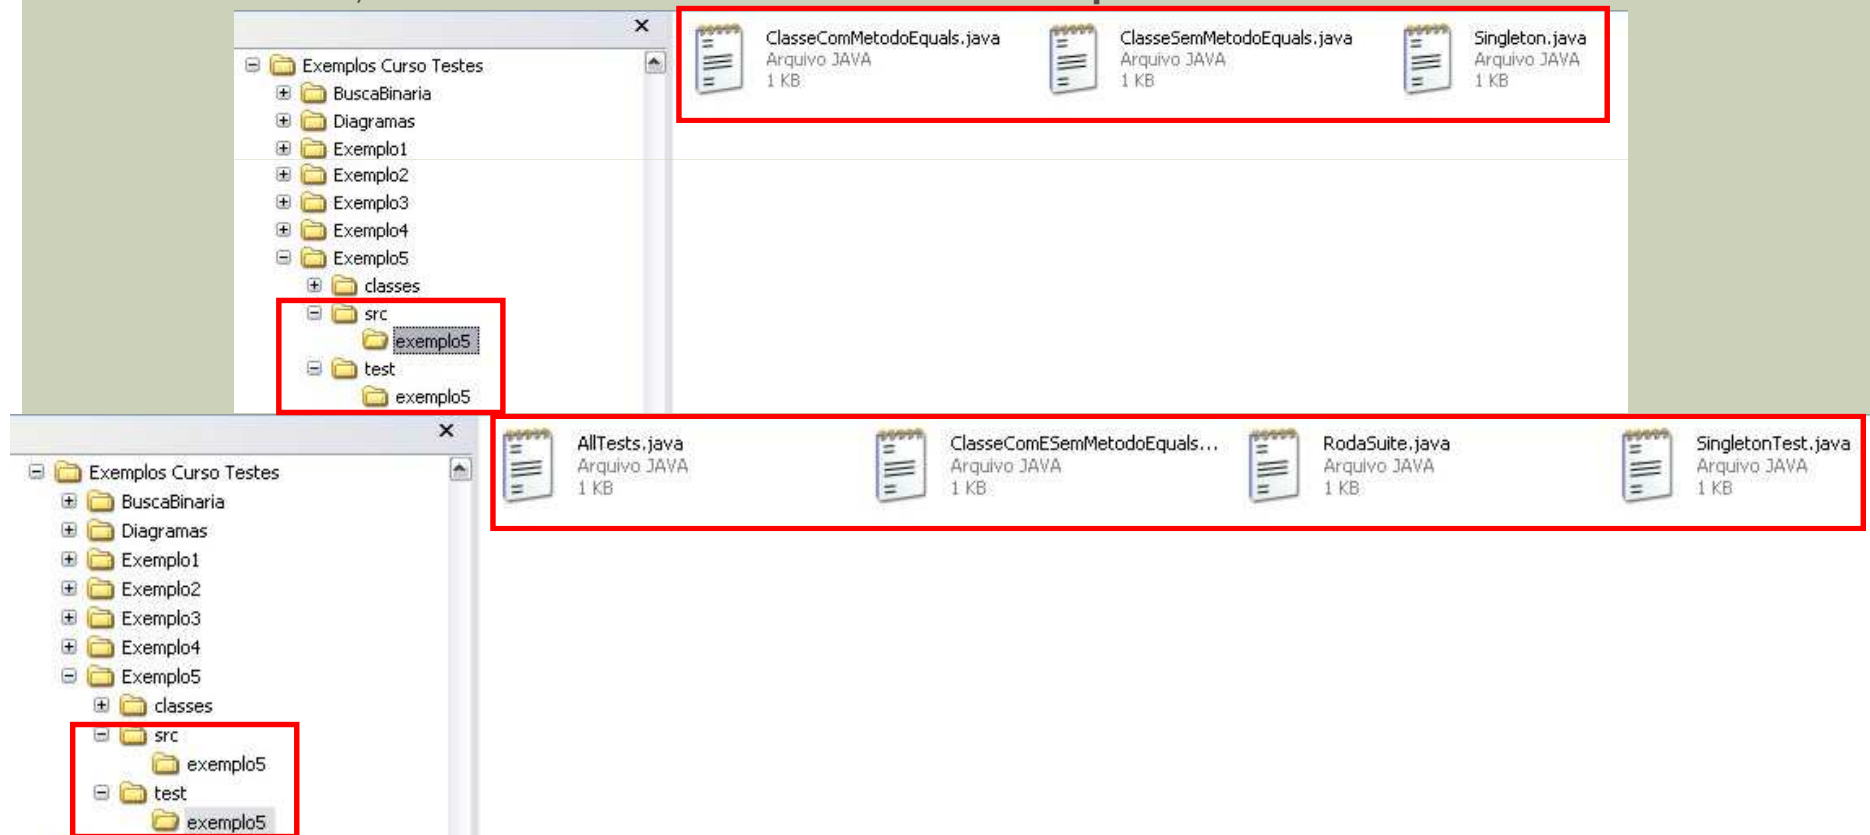 ClasseComMetodoEquals.java
Arquivo JAVA
1 KB
ClasseSemMetodoEquals.java
Arquivo JAVA
1 KB
Singleton.java
Arquivo JAVA
1 KB
Exemplos Curso Testes
BuscaBinaria
Diagramas
Exemplo1
Exemplo2
Exemplo3
Exemplo4
Exemplo5
classes
src
exemplo5
test
exemplo5
AllTests.java
Arquivo JAVA
1 KB
ClasseComESemMetodoEquals...
Arquivo JAVA
1 KB
RodaSuite.java
Arquivo JAVA
1 KB
SingletonTest.java
Arquivo JAVA
1 KB
Exemplos Curso Testes
BuscaBinaria
Diagramas
Exemplo1
Exemplo2
Exemplo3
Exemplo4
Exemplo5
classes
src
exemplo5
test
exemplo5